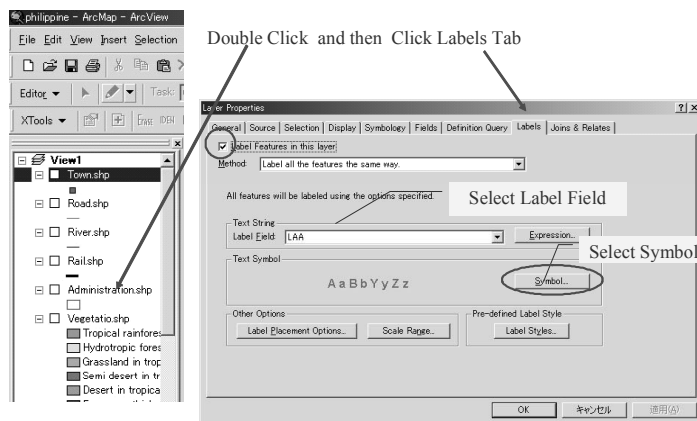 philippine - ArcMap - ArcView
File Edit View Insert Selection
Editor Task:
XTools
View1
Town.shp
Road.shp
River.shp
Rail.shp
Administration.shp
Vegetatio.shp
Tropical rainfores
Hydrotropic fores
Grassland in trop
Semi desert in tr
Desert in tropica
Double Click and then Click Labels Tab
Layer Properties
General Source Selection Display Symbology Fields Definition Query Labels Joins & Relates
Label Features in this layer
Method: Label all the features the same way.
All features will be labeled using the options specified.
Select Label Field
Text String
Label Field: LAA Expression...
Select Symbol
Text Symbol
AaBbYyZz Symbol...
Other Options Pre-defined Label Style
Label Placement Options... Scale Range... Label Styles...
OK キャンセル 適用(A)